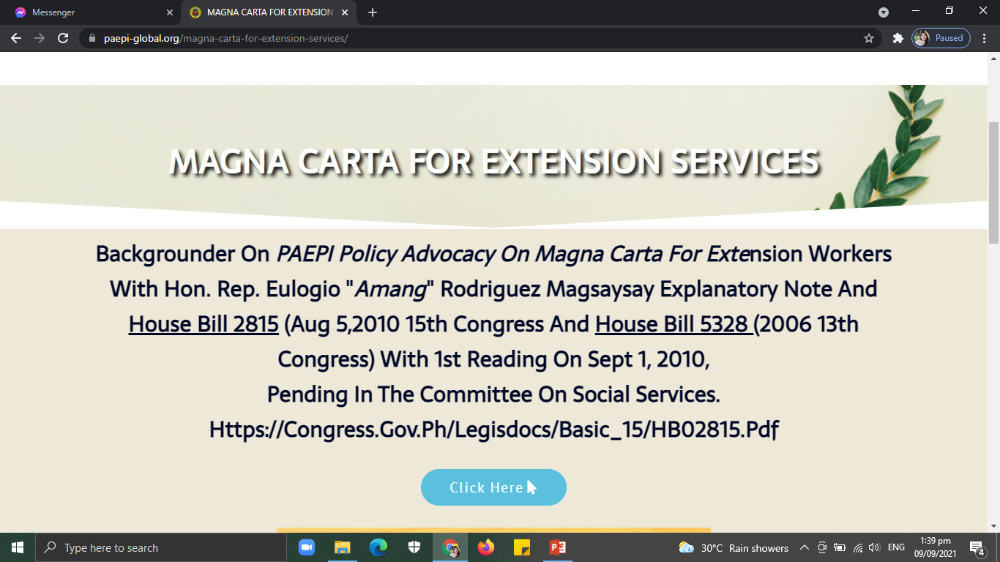 Messenger
MAGNA CARTA FOR EXTENSION
paepi-global.org/magna-carta-for-extension-services/
Paused
MAGNA CARTA FOR EXTENSION SERVICES
Backgrounder On PAEPI Policy Advocacy On Magna Carta For Extension Workers
With Hon. Rep. Eulogio "Amang" Rodriguez Magsaysay Explanatory Note And
House Bill 2815 (Aug 5,2010 15th Congress And House Bill 5328 (2006 13th
Congress) With 1st Reading On Sept 1, 2010,
Pending In The Committee On Social Services.
Https://Congress.Gov.Ph/Legisdocs/Basic_15/HB02815.Pdf
Click Here
Type here to search
30°C Rain showers
ENG
1:39 pm
09/09/2021
4